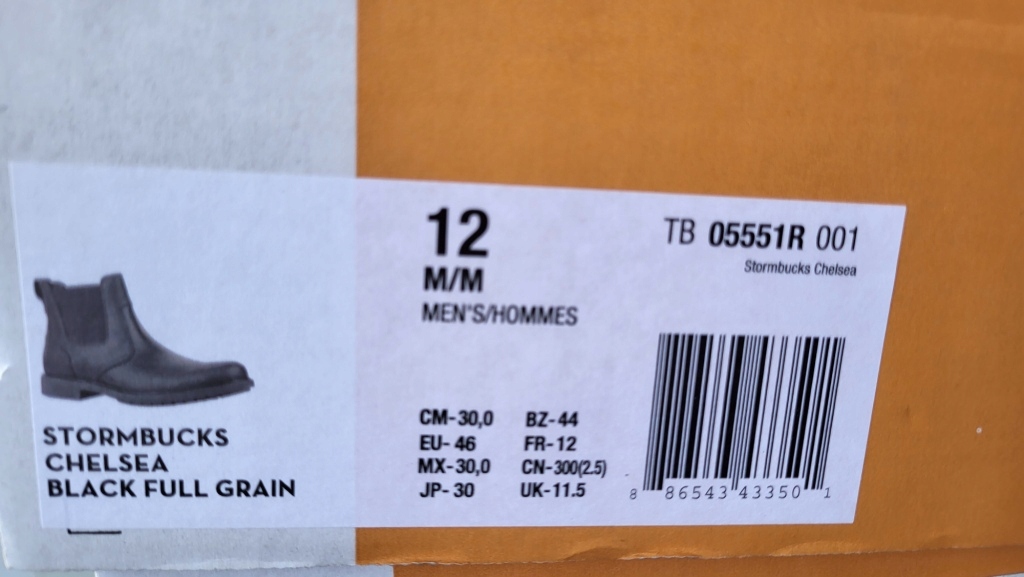 12
M/M
MEN'S/HOMMES
TB 05551R 001
Stormbucks Chelsea
STORMBUCKS
CHELSEA
BLACK FULL GRAIN
CM-30,0 BZ-44
EU-46 FR-12
MX-30,0 CN-300(2.5)
JP-30 UK-11.5
8 86543 43350 1